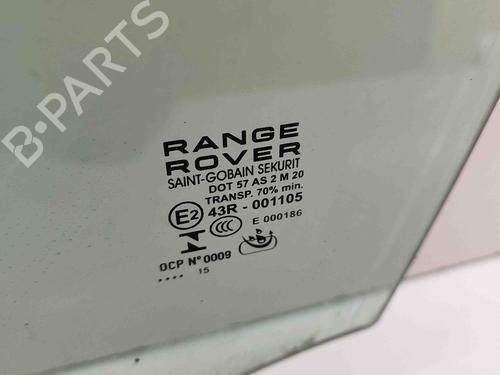 B-PARTS
RANGE
ROVER
SAINT-GOBAIN SEKURIT
DOT 57 AS 2 M 20
TRANSP. 70% min.
E2 43R - 001105
CCC E 000186
OCP N°0009
.... 15